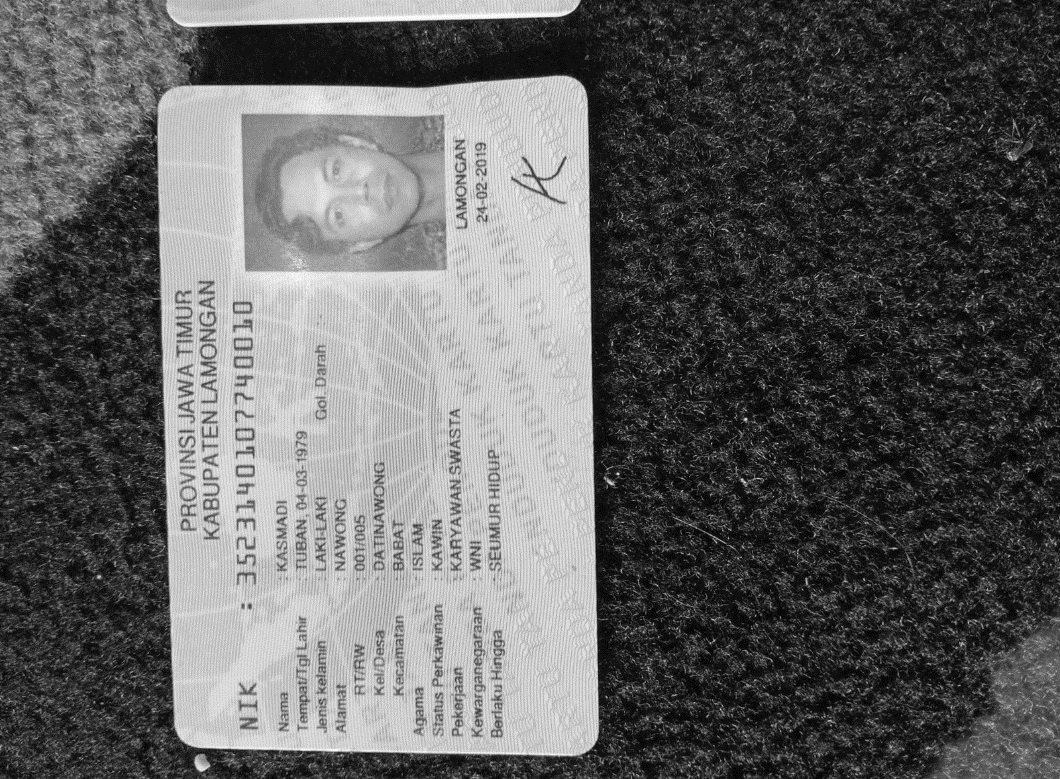 PROVINSI JAWA TIMUR
KABUPATEN LAMONGAN
NIK : 3523140107740010
Nama : KASMADI
Tempat/Tgl Lahir : TUBAN, 04-03-1979
Jenis kelamin : LAKI-LAKI Gol. Darah : -
Alamat : NAWONG
RT/RW : 001/005
Kel/Desa : DATINAWONG
Kecamatan : BABAT
Agama : ISLAM
Status Perkawinan : KAWIN
Pekerjaan : KARYAWAN SWASTA
Kewarganegaraan : WNI
Berlaku Hingga : SEUMUR HIDUP
LAMONGAN
24-02-2019